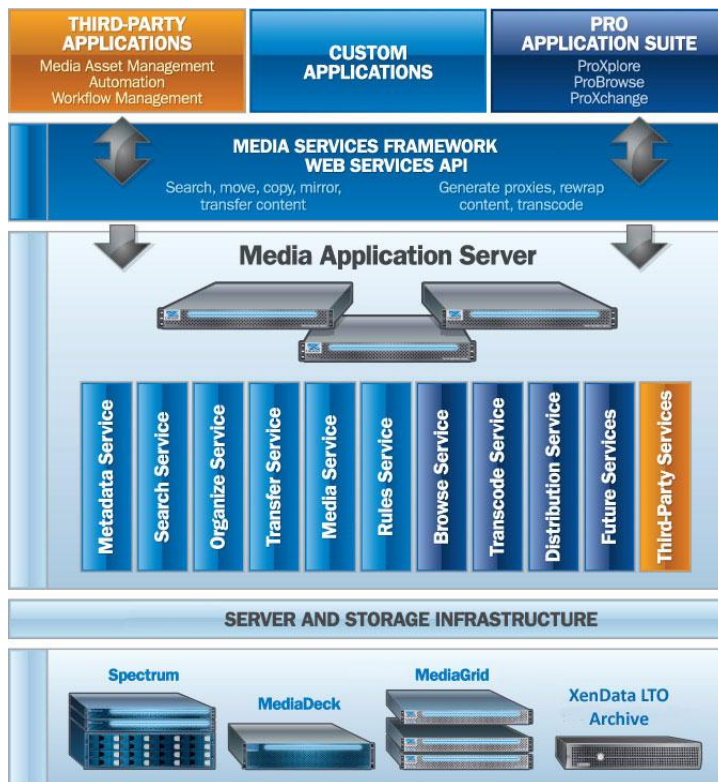 THIRD-PARTY
APPLICATIONS
Media Asset Management
Automation
Workflow Management
CUSTOM
APPLICATIONS
PRO
APPLICATION SUITE
ProXplore
ProBrowse
ProXchange
MEDIA SERVICES FRAMEWORK
WEB SERVICES API
Search, move, copy, mirror,
transfer content
Generate proxies, rewrap
content, transcode
Media Application Server
Metadata Service
Search Service
Organize Service
Transfer Service
Media Service
Rules Service
Browse Service
Transcode Service
Distribution Service
Future Services
Third-Party Services
SERVER AND STORAGE INFRASTRUCTURE
Spectrum
MediaDeck
MediaGrid
XenData LTO
Archive